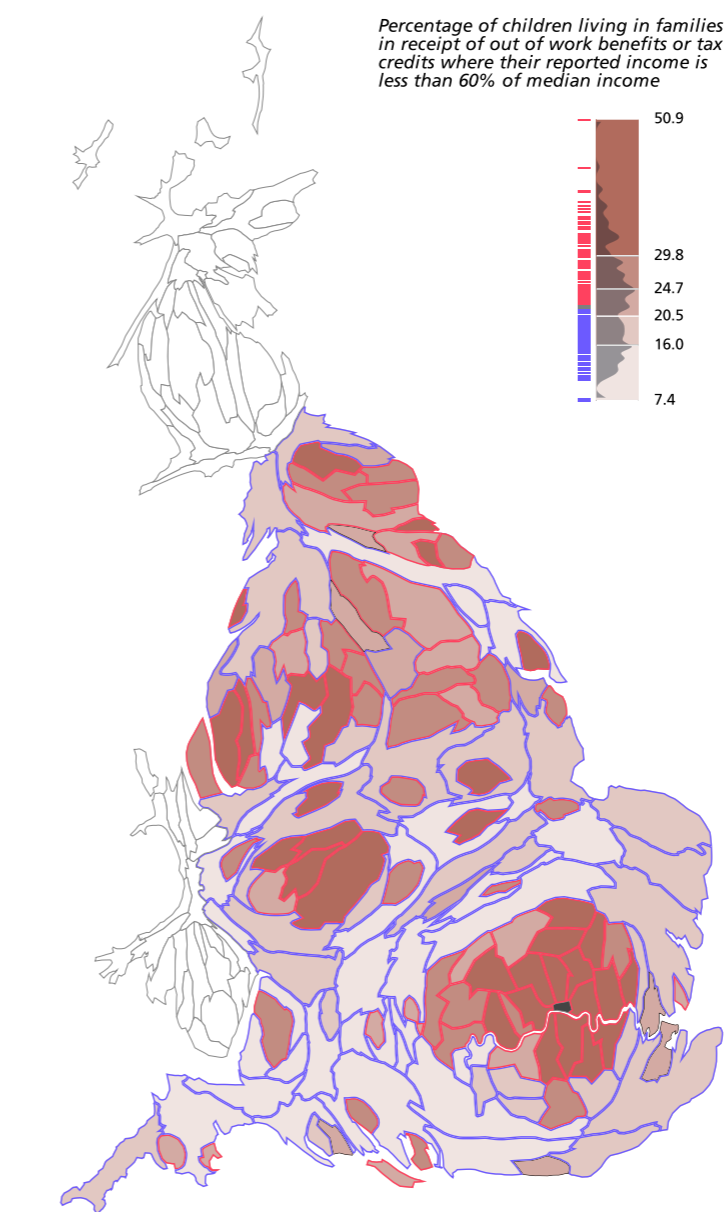 Percentage of children living in families
in receipt of out of work benefits or tax
credits where their reported income is
less than 60% of median income
50.9
29.8
24.7
20.5
16.0
7.4